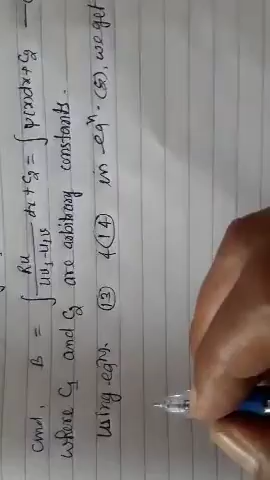 and, B = ∫ Ru / (uv₁ - u₁v) dx + C₂ = ∫ψ(x)dx + C₂
where C₁ and C₂ are arbitrary constants.
Using eqⁿ. (13) & (14) in eqⁿ. (2), we get